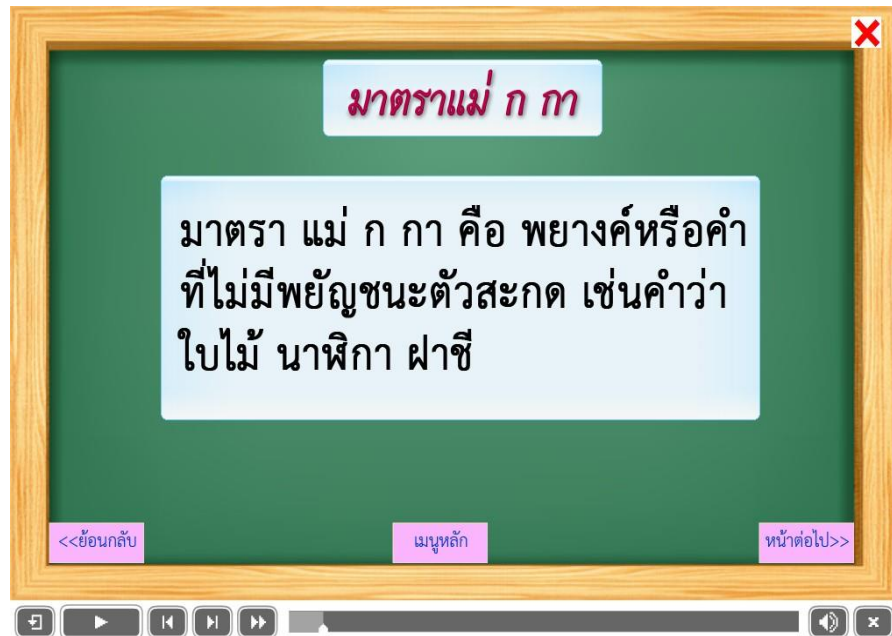 มาตราแม่ ก กา
มาตรา แม่ ก กา คือ พยางค์หรือคำ
ที่ไม่มีพยัญชนะตัวสะกด เช่นคำว่า
ใบไม้ นาฬิกา ฝาชี
<<ย้อนกลับ
เมนูหลัก
หน้าต่อไป>>